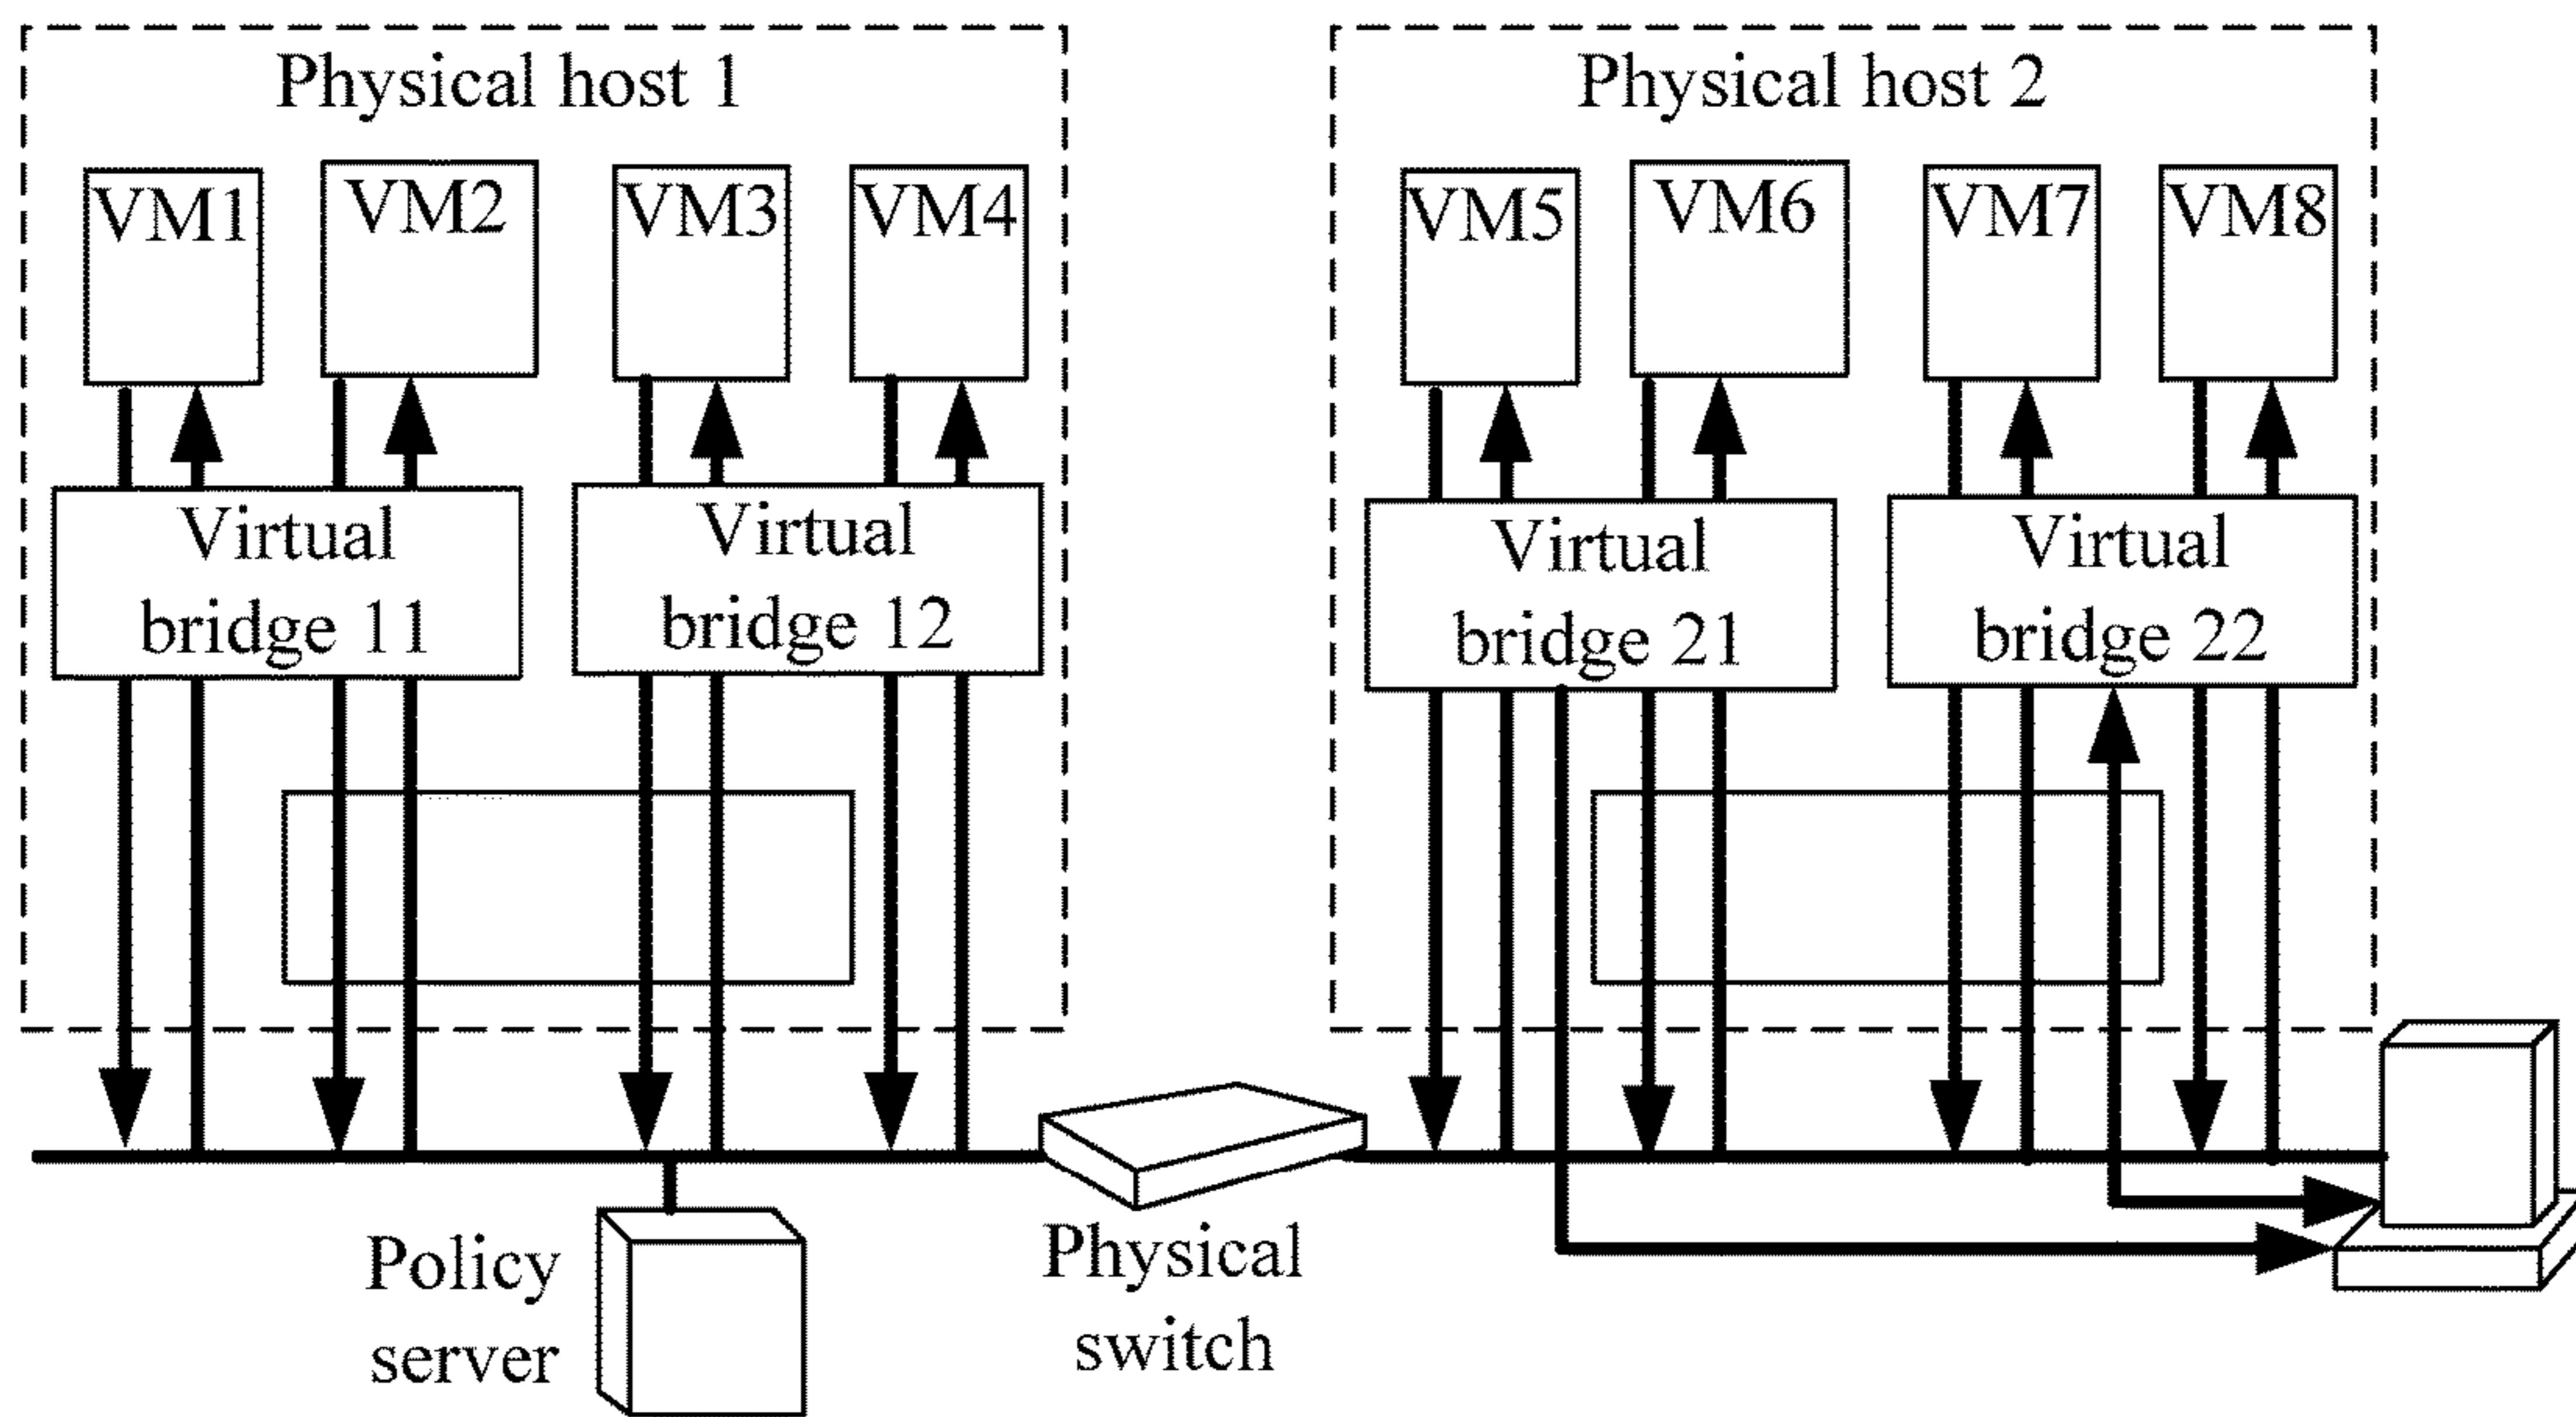 Physical host 1
Physical host 2
VM1
VM2
VM3
VM4
VM5
VM6
VM7
VM8
Virtual
bridge 11
Virtual
bridge 12
Virtual
bridge 21
Virtual
bridge 22
Policy
server
Physical
switch